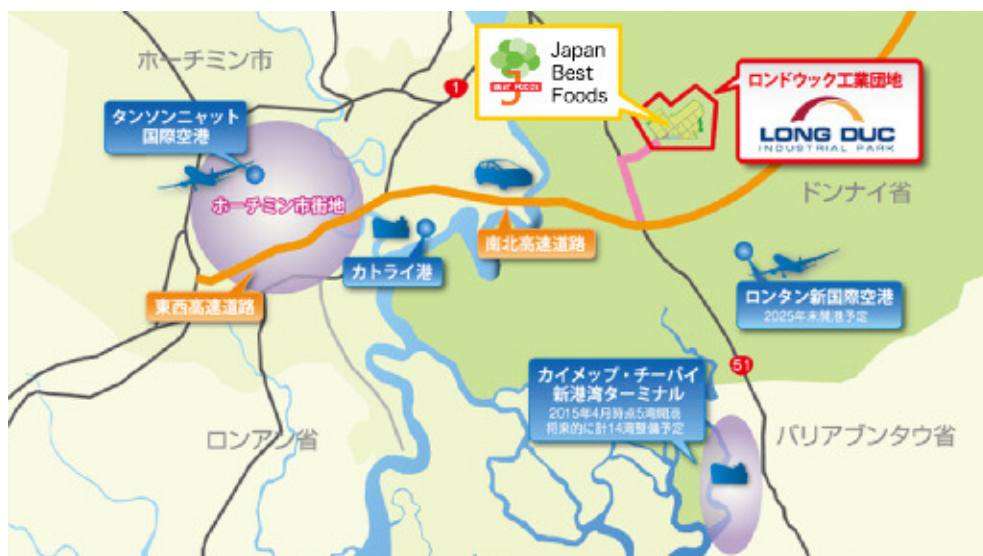 ホーチミン市
1
BEST FOODS
J
Japan
Best
Foods
ロンドウック工業団地
LONG DUC
INDUSTRIAL PARK
タンソンニャット
国際空港
ドンナイ省
ホーチミン市街地
南北高速道路
カトライ港
東西高速道路
ロンタン新国際空港
2025年末開港予定
51
カイメップ・チーバイ
新港湾ターミナル
2015年4月時点5湾開港
将来的に計14湾整備予定
ロンアン省
バリアブンタウ省